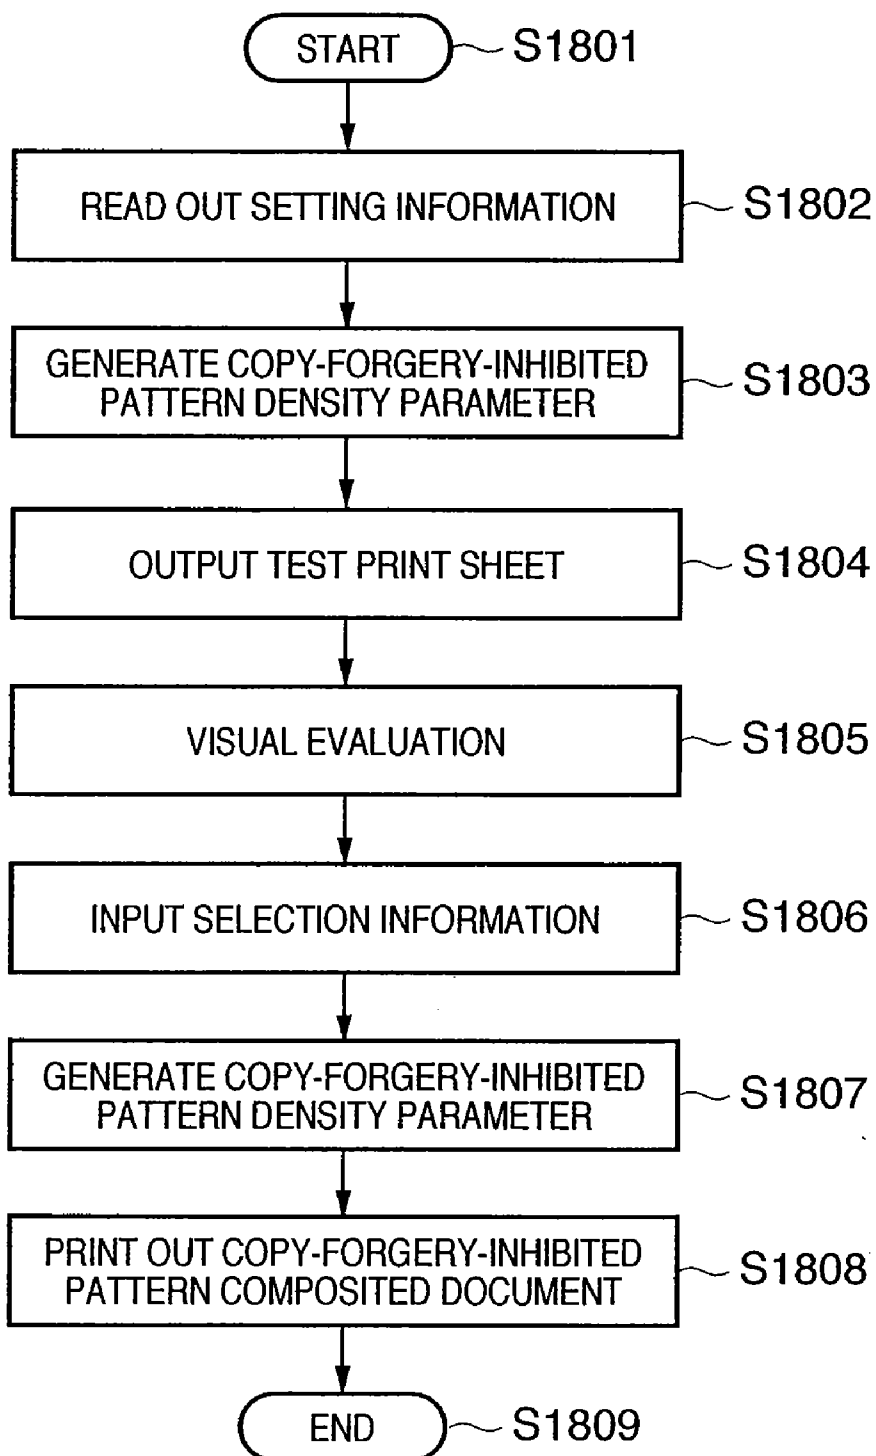 START
S1801
READ OUT SETTING INFORMATION
S1802
GENERATE COPY-FORGERY-INHIBITED
PATTERN DENSITY PARAMETER
S1803
OUTPUT TEST PRINT SHEET
S1804
VISUAL EVALUATION
S1805
INPUT SELECTION INFORMATION
S1806
GENERATE COPY-FORGERY-INHIBITED
PATTERN DENSITY PARAMETER
S1807
PRINT OUT COPY-FORGERY-INHIBITED
PATTERN COMPOSITED DOCUMENT
S1808
END
S1809